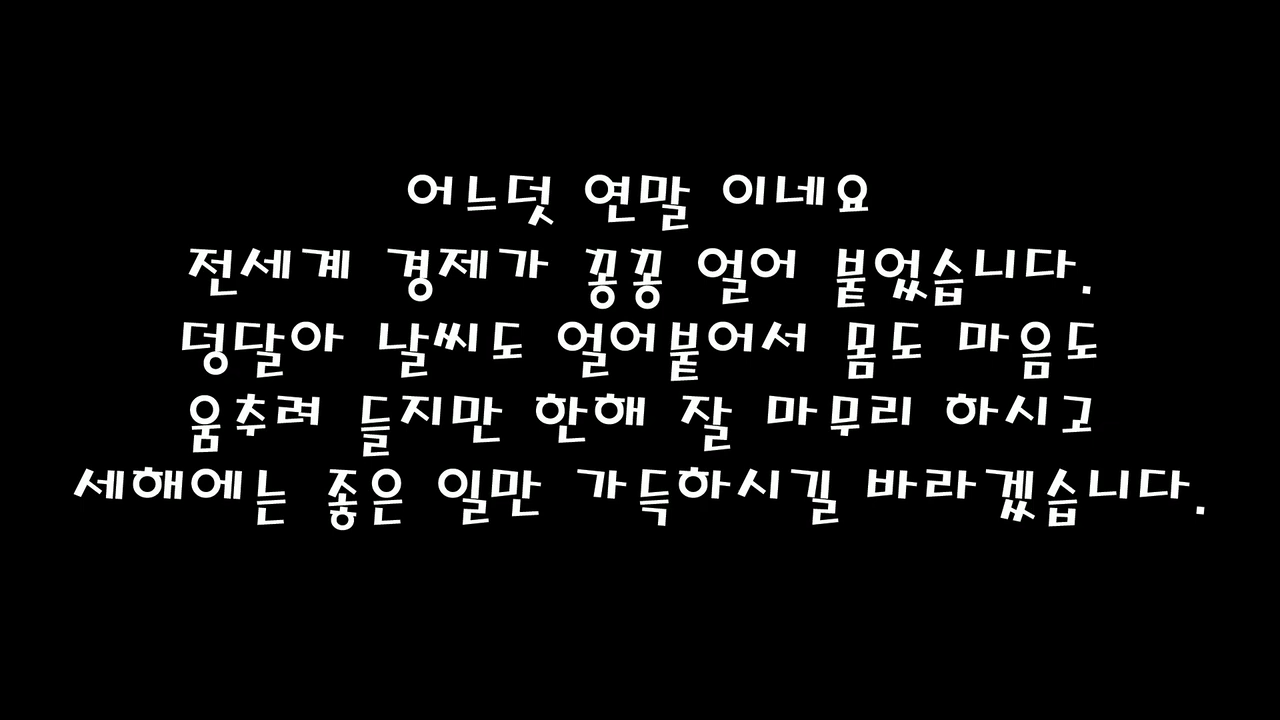 어느덧 연말 이네요
전세계 경제가 꽁꽁 얼어 붙었습니다.
덩달아 날씨도 얼어붙어서 몸도 마음도
움추려 들지만 한해 잘 마무리 하시고
세해에는 좋은 일만 가득하시길 바라겠습니다.